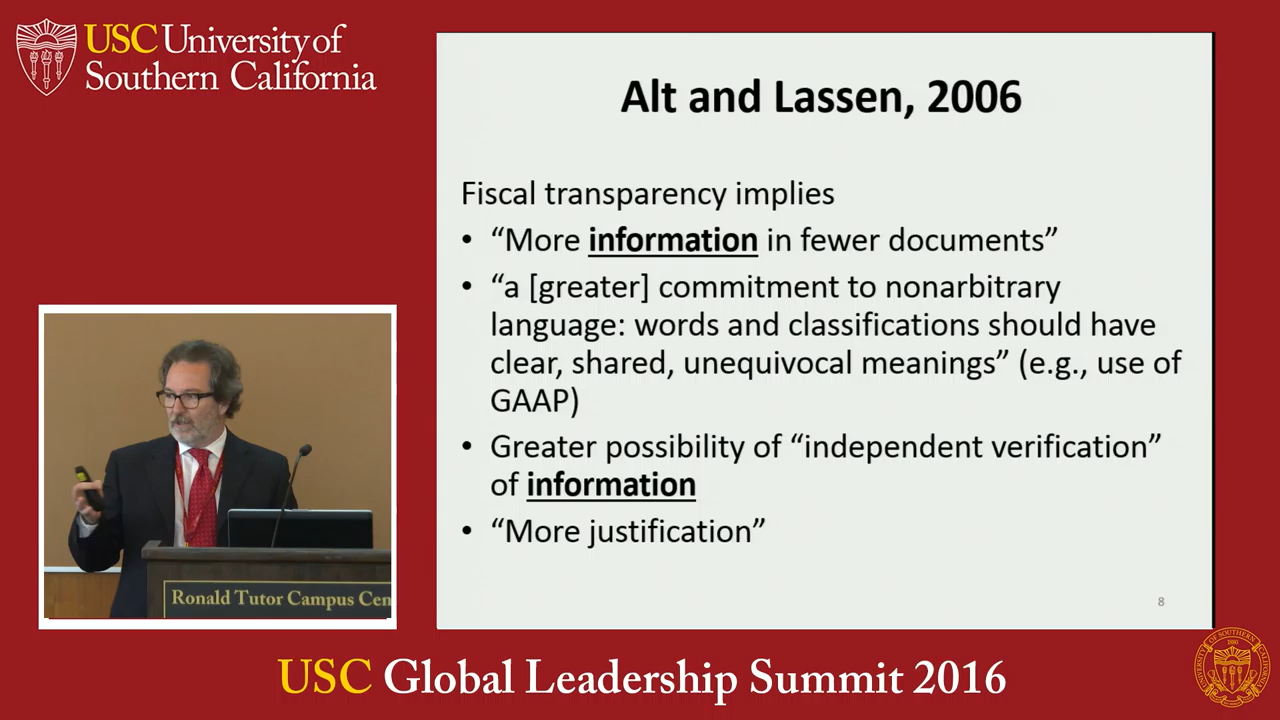 USC University of
Southern California
Alt and Lassen, 2006
Fiscal transparency implies
• “More information in fewer documents”
• “a [greater] commitment to nonarbitrary
language: words and classifications should have
clear, shared, unequivocal meanings” (e.g., use of
GAAP)
• Greater possibility of “independent verification”
of information
• “More justification”
8
Ronald Tutor Campus Cen
USC Global Leadership Summit 2016